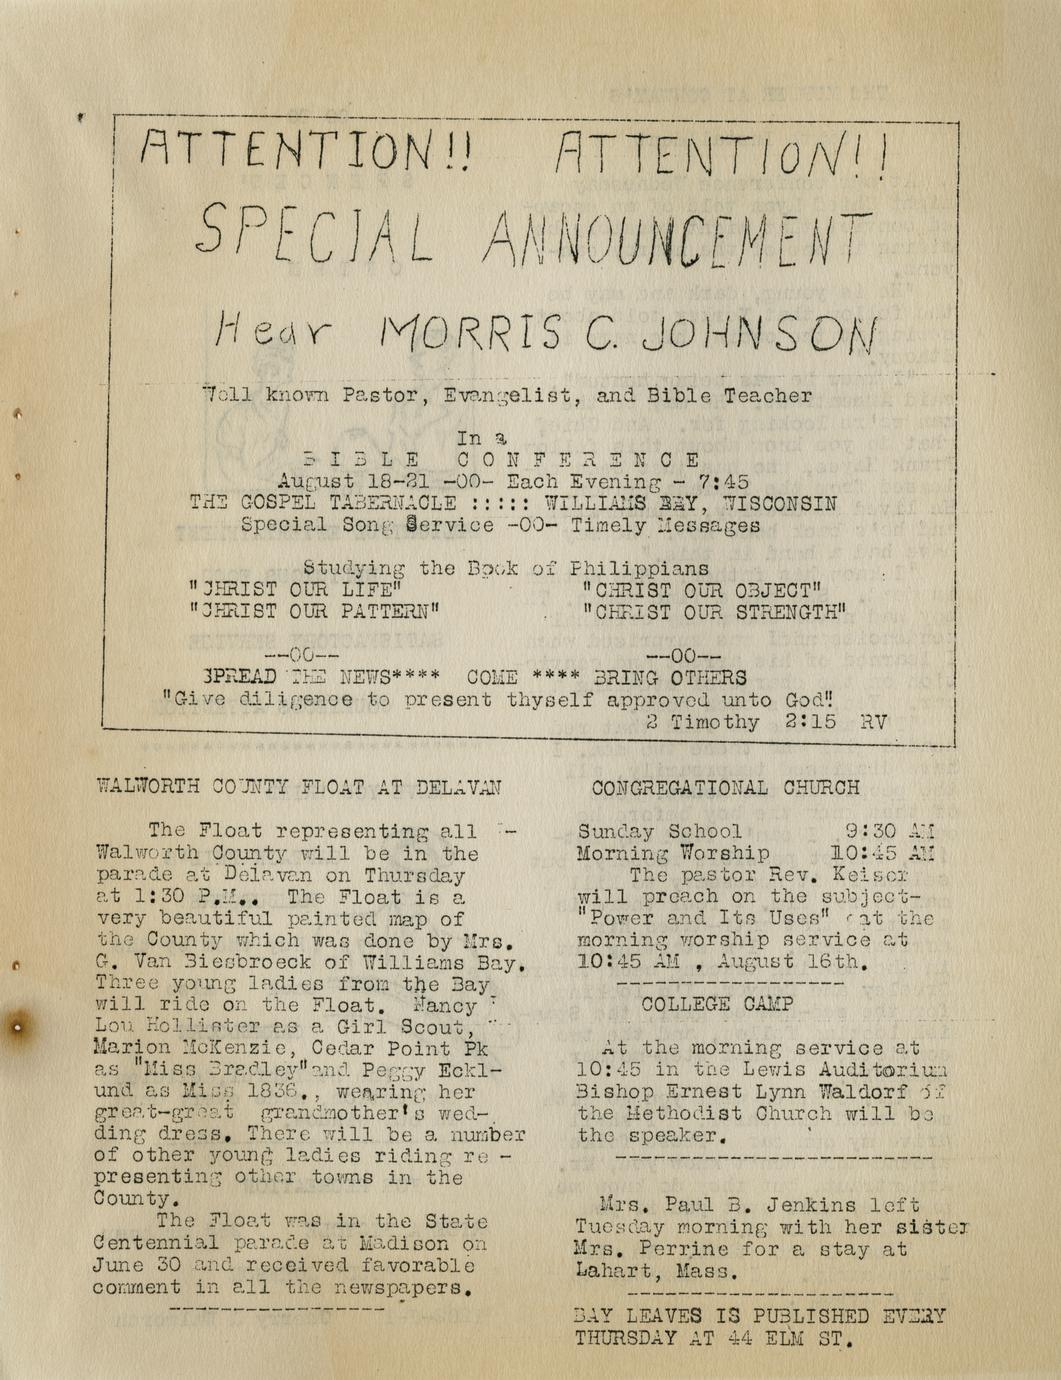 ATTENTION!! ATTENTION!!
SPECIAL ANNOUNCEMENT
Hear MORRIS C. JOHNSON
Well known Pastor, Evangelist, and Bible Teacher
In a
B I B L E C O N F E R E N C E
August 18-21 -00- Each Evening - 7:45
THE GOSPEL TABERNACLE ::::: WILLIAMS BAY, WISCONSIN
Special Song Service -00- Timely Messages
Studying the Book of Philippians
"CHRIST OUR LIFE" "CHRIST OUR OBJECT"
"CHRIST OUR PATTERN" "CHRIST OUR STRENGTH"
--00-- --00--
SPREAD THE NEWS**** COME **** BRING OTHERS
"Give diligence to present thyself approved unto God"
2 Timothy 2:15 RV
WALWORTH COUNTY FLOAT AT DELAVAN
The Float representing all -
Walworth County will be in the
parade at Delavan on Thursday
at 1:30 P.M.. The Float is a
very beautiful painted map of
the County which was done by Mrs.
G. Van Biesbroeck of Williams Bay.
Three young ladies from the Bay
will ride on the Float. Nancy
Lou Hollister as a Girl Scout,
Marion McKenzie, Cedar Point Pk
as "Miss Bradley"and Peggy Eckl-
und as Miss 1836., wearing her
great-great grandmother's wed-
ding dress. There will be a number
of other young ladies riding re -
presenting other towns in the
County.
The Float was in the State
Centennial parade at Madison on
June 30 and received favorable
comment in all the newspapers.
--------------------
CONGREGATIONAL CHURCH
Sunday School 9:30 AM
Morning Worship 10:45 AM
The pastor Rev. Keiser
will preach on the subject-
"Power and Its Uses" at the
morning worship service at
10:45 AM , August 16th.
------------------
COLLEGE CAMP
At the morning service at
10:45 in the Lewis Auditorium
Bishop Ernest Lynn Waldorf of
the Methodist Church will be
the speaker.
-------------------------
Mrs. Paul B. Jenkins left
Tuesday morning with her sister
Mrs. Perrine for a stay at
Lahart, Mass.
---------------------
BAY LEAVES IS PUBLISHED EVERY
THURSDAY AT 44 ELM ST.